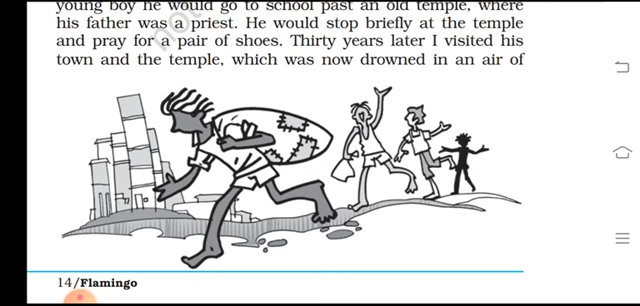 young boy he would go to school past an old temple, where
his father was a priest. He would stop briefly at the temple
and pray for a pair of shoes. Thirty years later I visited his
town and the temple, which was now drowned in an air of
14/Flamingo